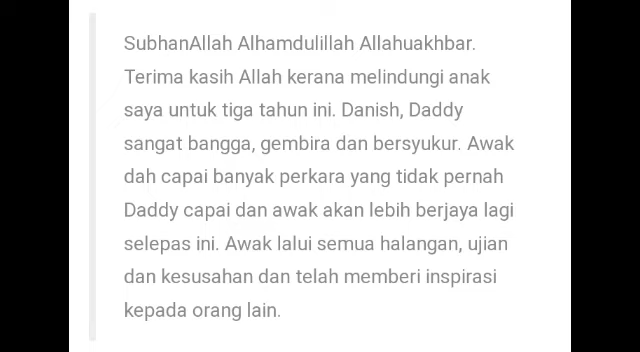 SubhanAllah Alhamdulillah Allahuakhbar.
Terima kasih Allah kerana melindungi anak
saya untuk tiga tahun ini. Danish, Daddy
sangat bangga, gembira dan bersyukur. Awak
dah capai banyak perkara yang tidak pernah
Daddy capai dan awak akan lebih berjaya lagi
selepas ini. Awak lalui semua halangan, ujian
dan kesusahan dan telah memberi inspirasi
kepada orang lain.